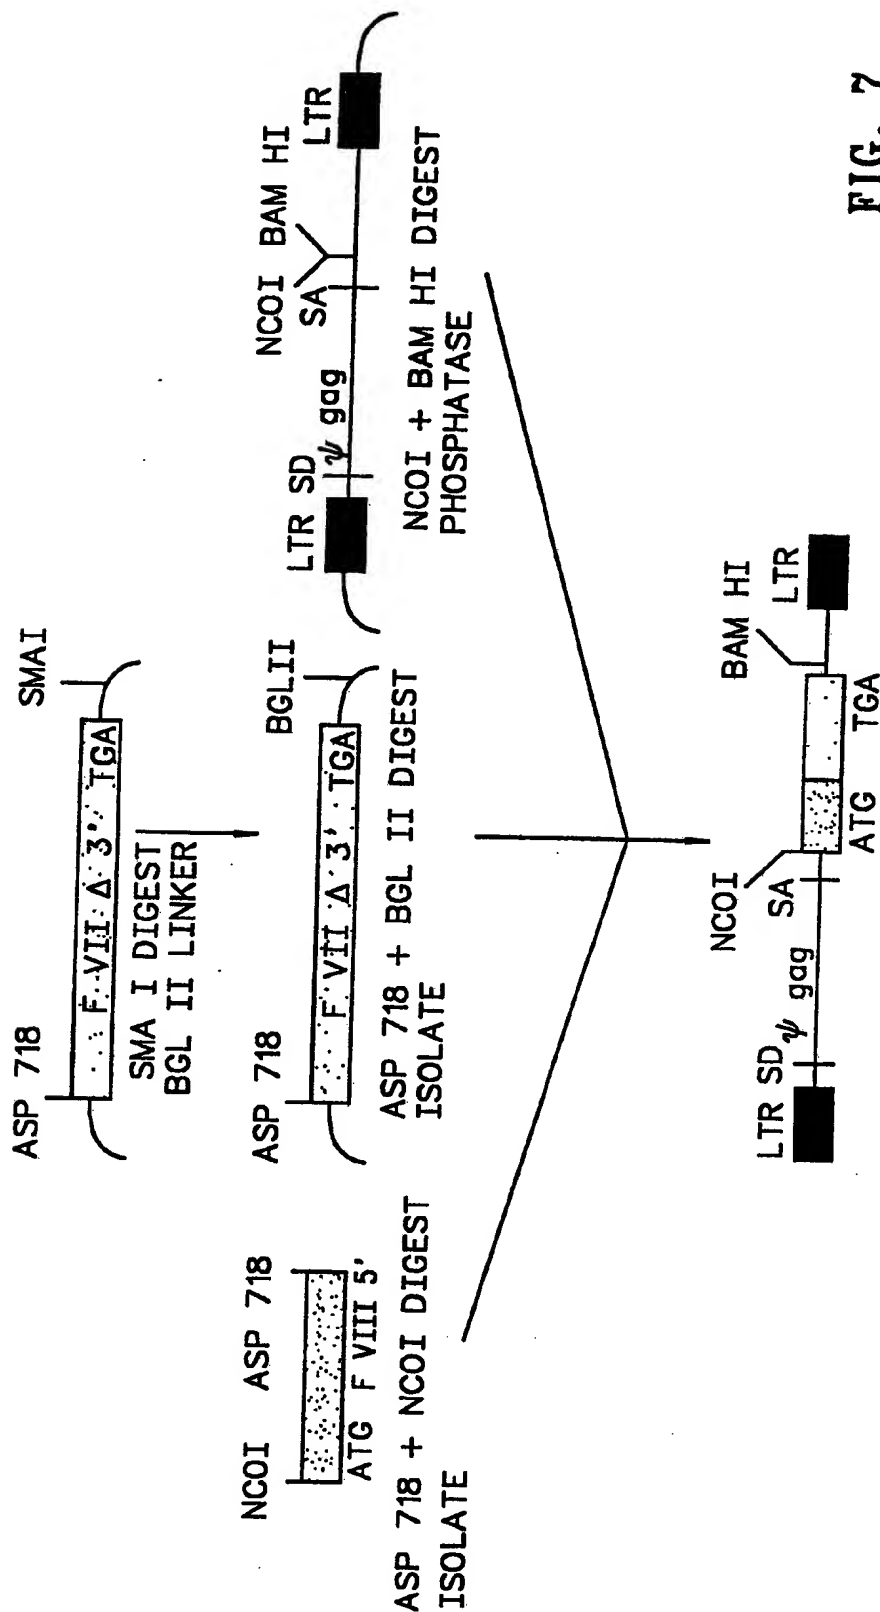 ASP 718
SMAI
F VII Δ 3' TGA
SMA I DIGEST
BGL II LINKER
NCOI ASP 718
ATG F VIII 5'
ASP 718 + NCOI DIGEST
ISOLATE
ASP 718
BGLII
F VII Δ 3' TGA
ASP 718 + BGL II DIGEST
ISOLATE
NCOI BAM HI
LTR SD ψ gag SA LTR
NCOI + BAM HI DIGEST
PHOSPHATASE
NCOI BAM HI
LTR SD ψ gag SA LTR
ATG TGA
FIG. 7